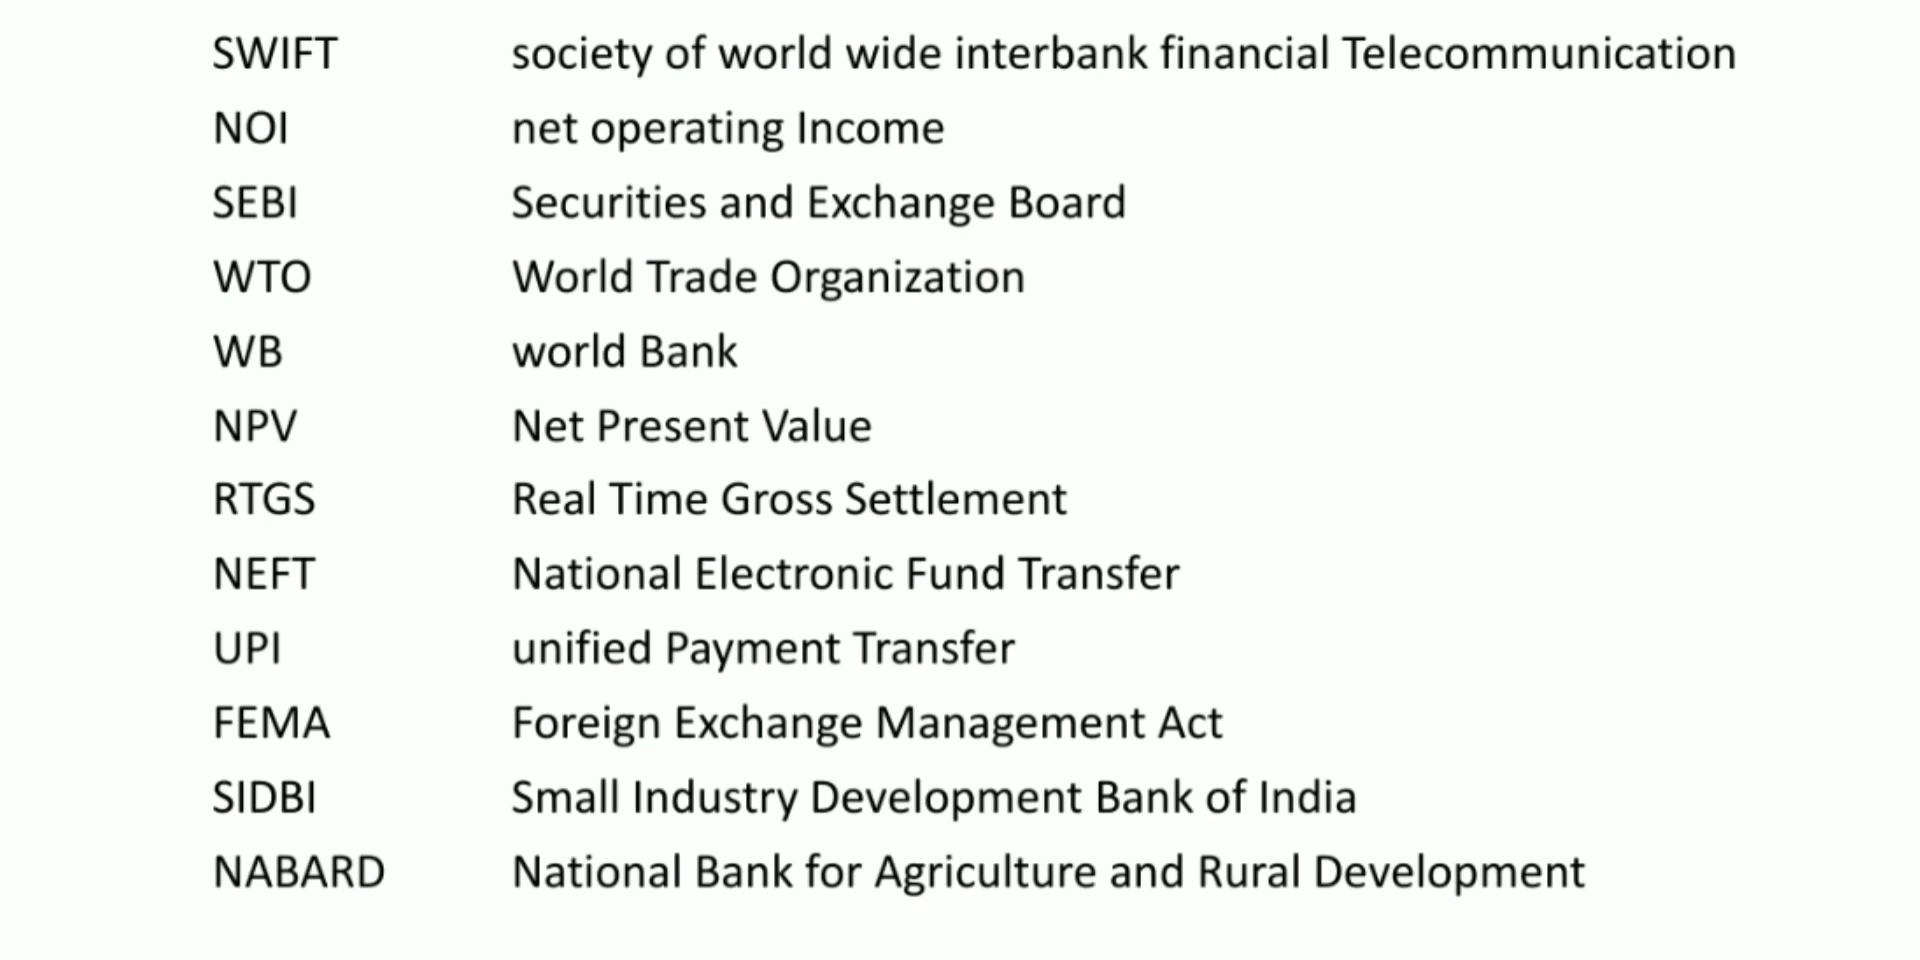 SWIFT society of world wide interbank financial Telecommunication
NOI net operating Income
SEBI Securities and Exchange Board
WTO World Trade Organization
WB world Bank
NPV Net Present Value
RTGS Real Time Gross Settlement
NEFT National Electronic Fund Transfer
UPI unified Payment Transfer
FEMA Foreign Exchange Management Act
SIDBI Small Industry Development Bank of India
NABARD National Bank for Agriculture and Rural Development